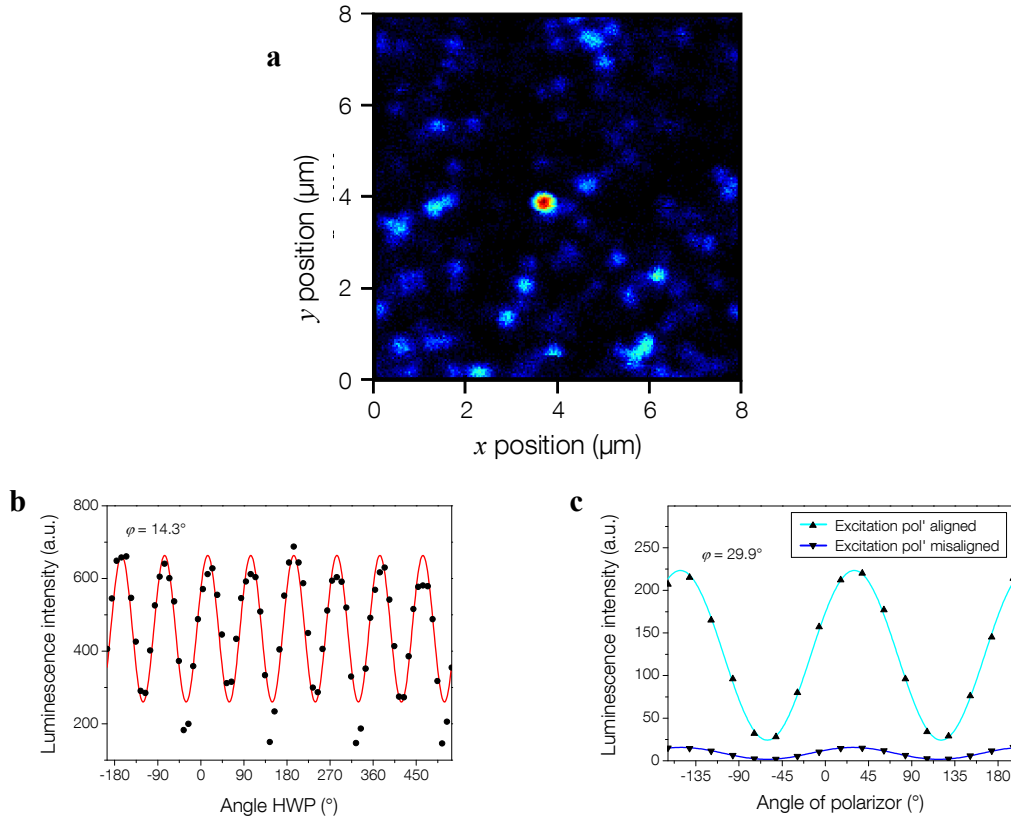 a
8
6
4
2
0
y position (µm)
0 2 4 6 8
x position (µm)
b
800
600
400
200
Luminescence intensity (a.u.)
φ = 14.3°
-180 -90 0 90 180 270 360 450
Angle HWP (°)
c
250
200
150
100
50
0
Luminescence intensity (a.u.)
Excitation pol' aligned
Excitation pol' misaligned
φ = 29.9°
-135 -90 -45 0 45 90 135 180
Angle of polarizor (°)